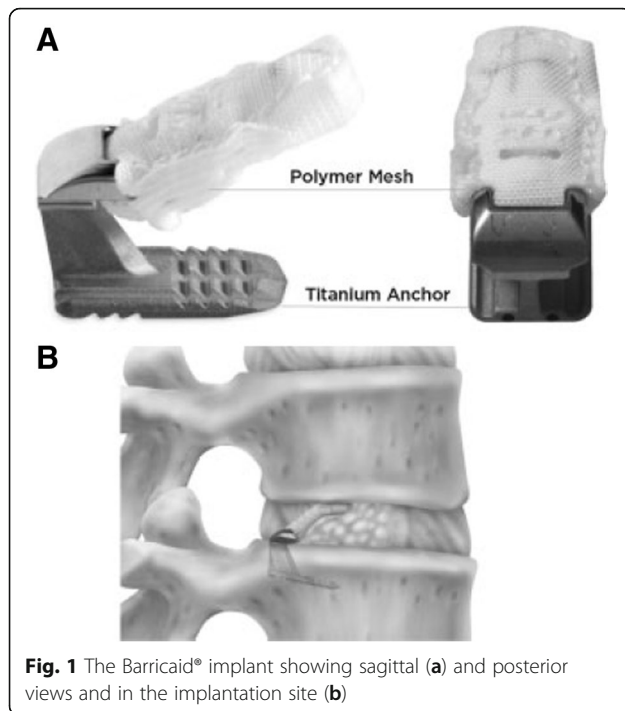 A
Polymer Mesh
Titanium Anchor
B
Fig. 1 The Barricaid® implant showing sagittal (a) and posterior
views and in the implantation site (b)